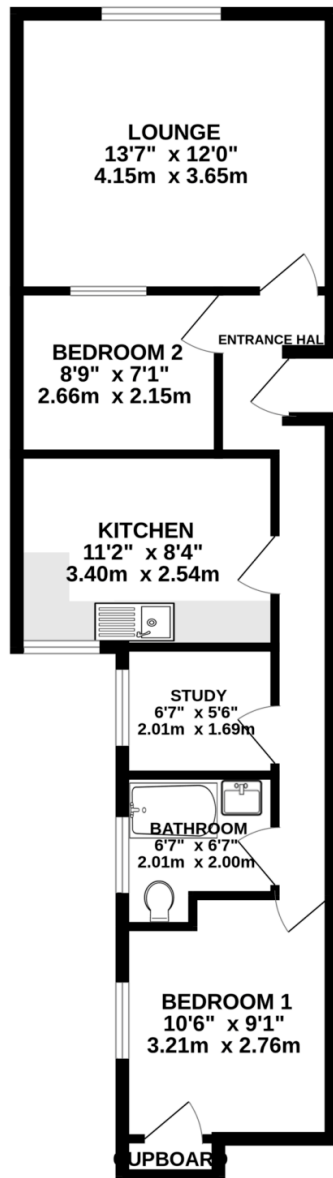 LOUNGE
13'7" x 12'0"
4.15m x 3.65m
ENTRANCE HAL
BEDROOM 2
8'9" x 7'1"
2.66m x 2.15m
KITCHEN
11'2" x 8'4"
3.40m x 2.54m
STUDY
6'7" x 5'6"
2.01m x 1.69m
BATHROOM
6'7" x 6'7"
2.01m x 2.00m
BEDROOM 1
10'6" x 9'1"
3.21m x 2.76m
CUPBOARD